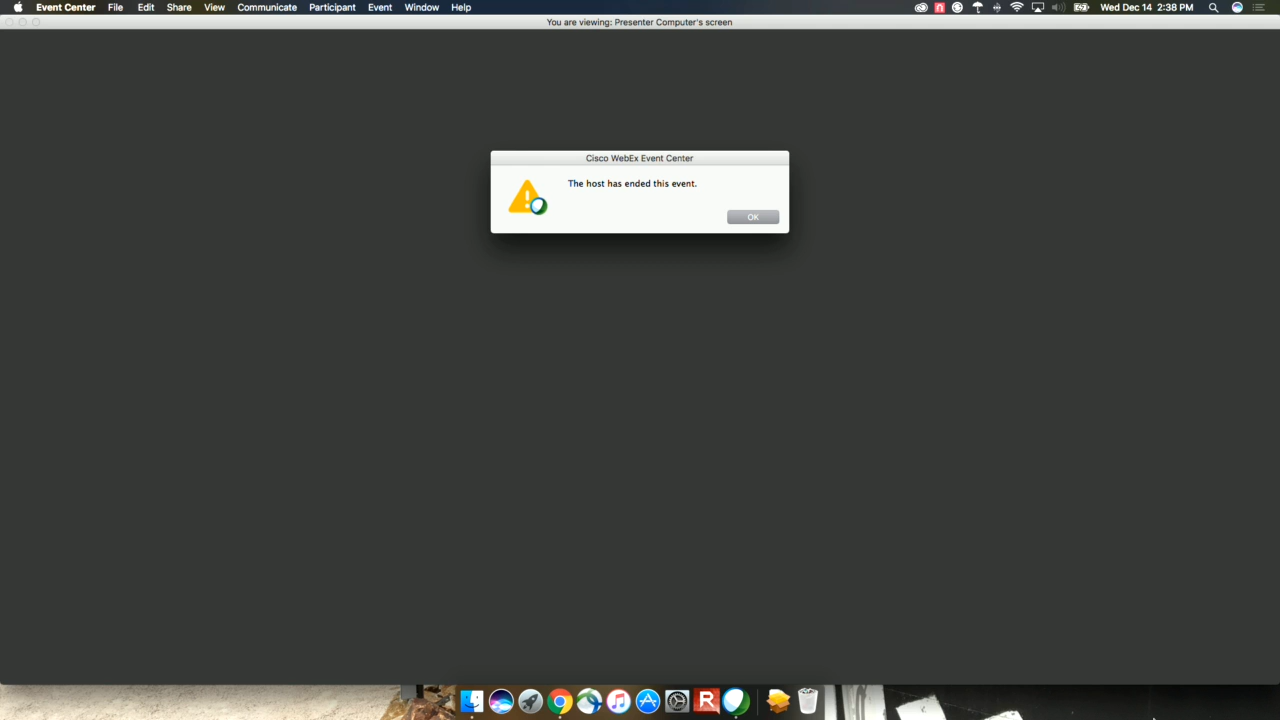 Event Center File Edit Share View Communicate Participant Event Window Help Wed Dec 14 2:38 PM
You are viewing: Presenter Computer's screen
Cisco WebEx Event Center
The host has ended this event.
OK